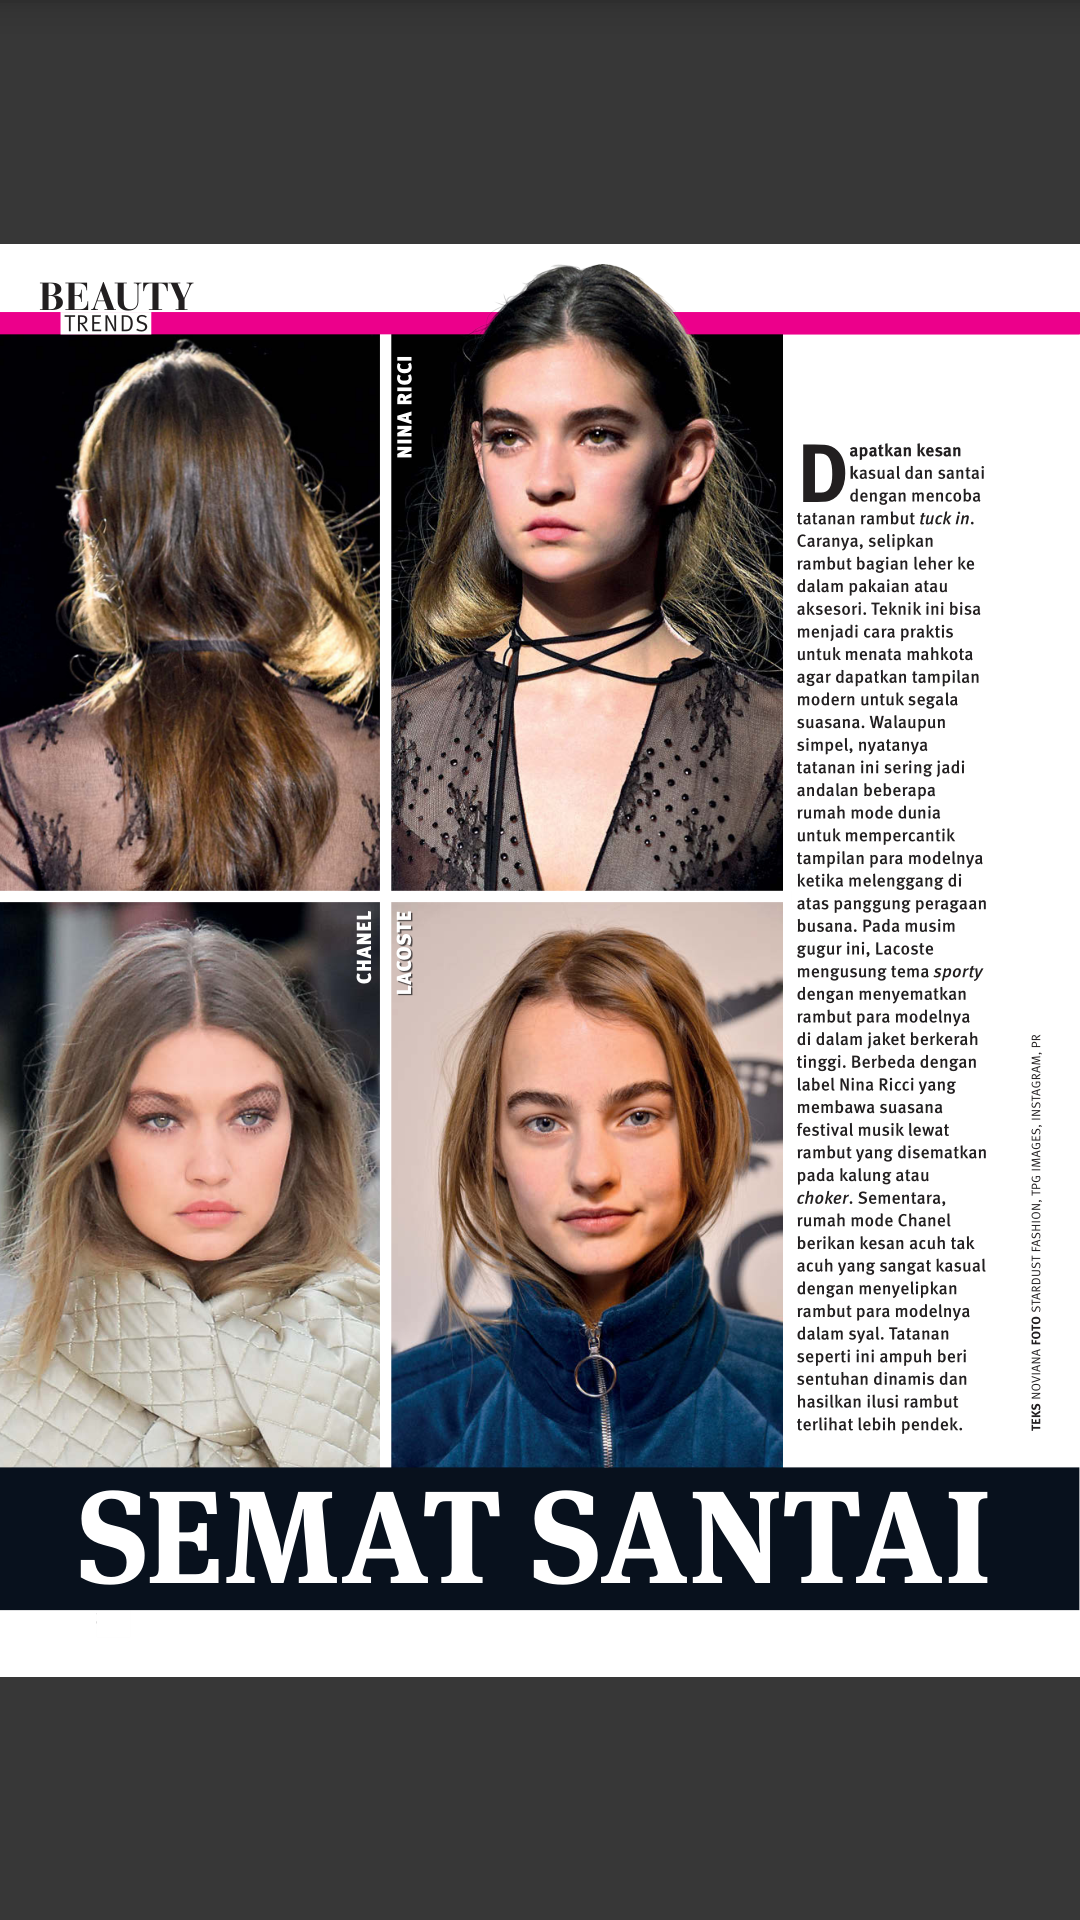 BEAUTY
TRENDS
NINA RICCI
CHANEL
LACOSTE
Dapatkan kesan
kasual dan santai
dengan mencoba
tatanan rambut tuck in.
Caranya, selipkan
rambut bagian leher ke
dalam pakaian atau
aksesori. Teknik ini bisa
menjadi cara praktis
untuk menata mahkota
agar dapatkan tampilan
modern untuk segala
suasana. Walaupun
simpel, nyatanya
tatanan ini sering jadi
andalan beberapa
rumah mode dunia
untuk mempercantik
tampilan para modelnya
ketika melenggang di
atas panggung peragaan
busana. Pada musim
gugur ini, Lacoste
mengusung tema sporty
dengan menyematkan
rambut para modelnya
di dalam jaket berkerah
tinggi. Berbeda dengan
label Nina Ricci yang
membawa suasana
festival musik lewat
rambut yang disematkan
pada kalung atau
choker. Sementara,
rumah mode Chanel
berikan kesan acuh tak
acuh yang sangat kasual
dengan menyelipkan
rambut para modelnya
dalam syal. Tatanan
seperti ini ampuh beri
sentuhan dinamis dan
hasilkan ilusi rambut
terlihat lebih pendek.
TEKS NOVIANA FOTO STARDUST FASHION, TPG IMAGES, INSTAGRAM, PR
SEMAT SANTAI